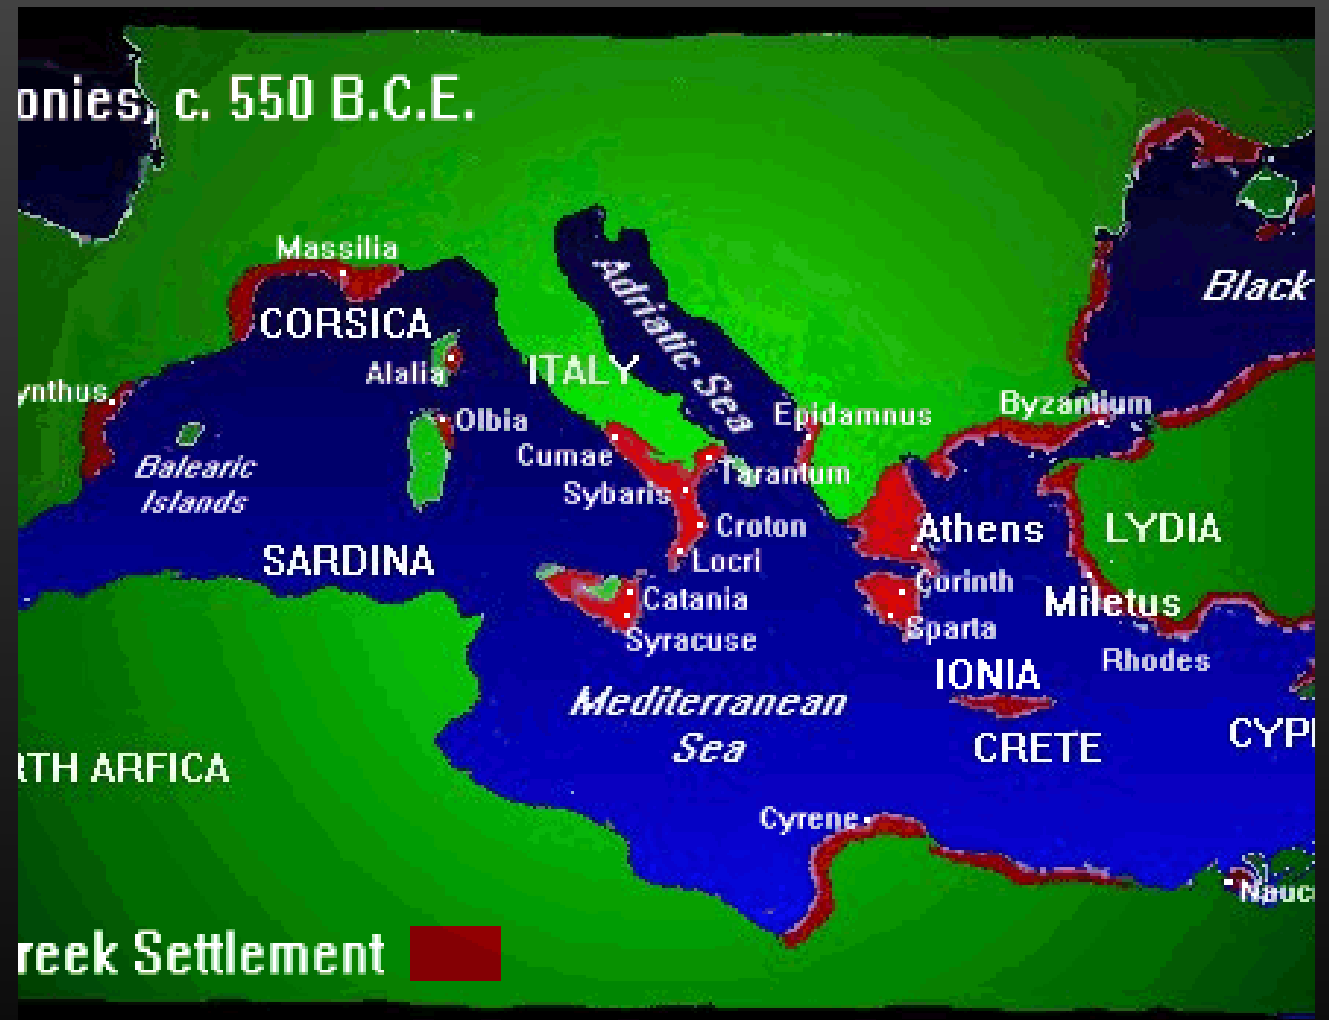 onies, c. 550 B.C.E.
Massilia
Black
CORSICA
Adriatic Sea
Alalia
ITALY
ynthus
Olbia
Epidamnus
Byzantium
Cumae
Balearic
Islands
Tarantum
Sybaris
Croton
Athens
LYDIA
SARDINA
Locri
Catania
Corinth
Miletus
Syracuse
Sparta
Rhodes
IONIA
Mediterranean
Sea
CRETE
CYP
RTH ARFICA
Cyrene
Nauc
reek Settlement